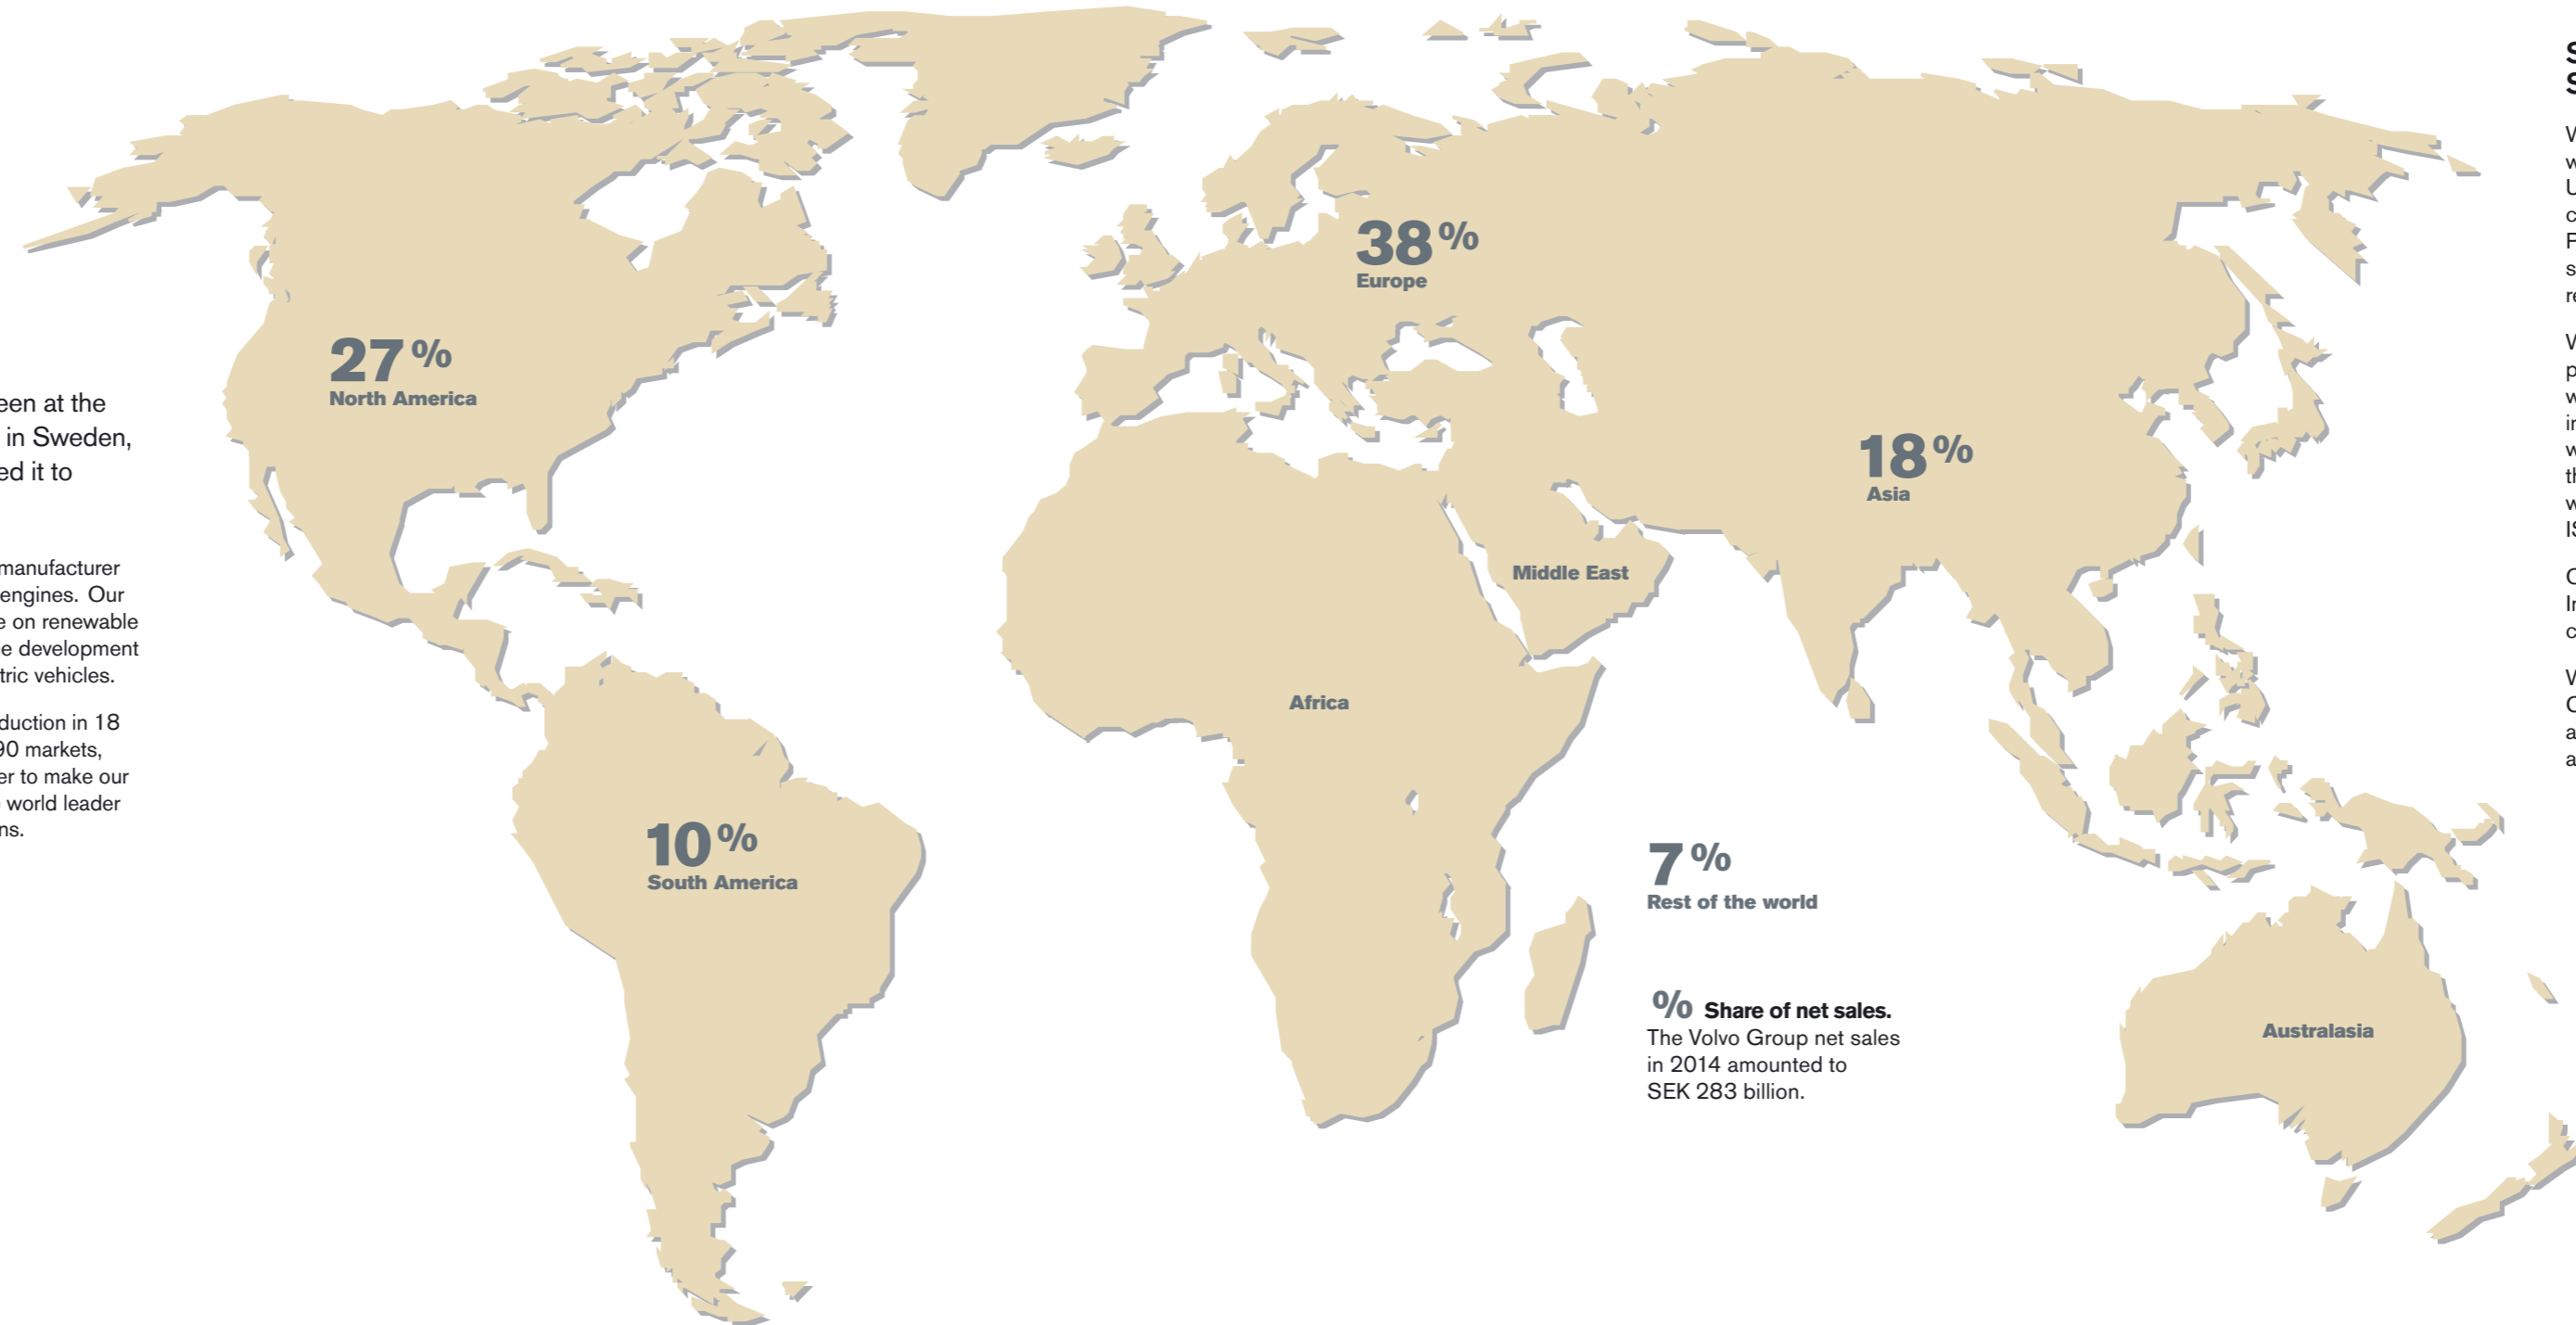 een at the
in Sweden,
ed it to
manufacturer
engines. Our
e on renewable
e development
tric vehicles.
duction in 18
90 markets,
er to make our
world leader
ns.
27%
North America
10%
South America
38%
Europe
18%
Asia
Middle East
Africa
7%
Rest of the world
% Share of net sales.
The Volvo Group net sales
in 2014 amounted to
SEK 283 billion.
Australasia